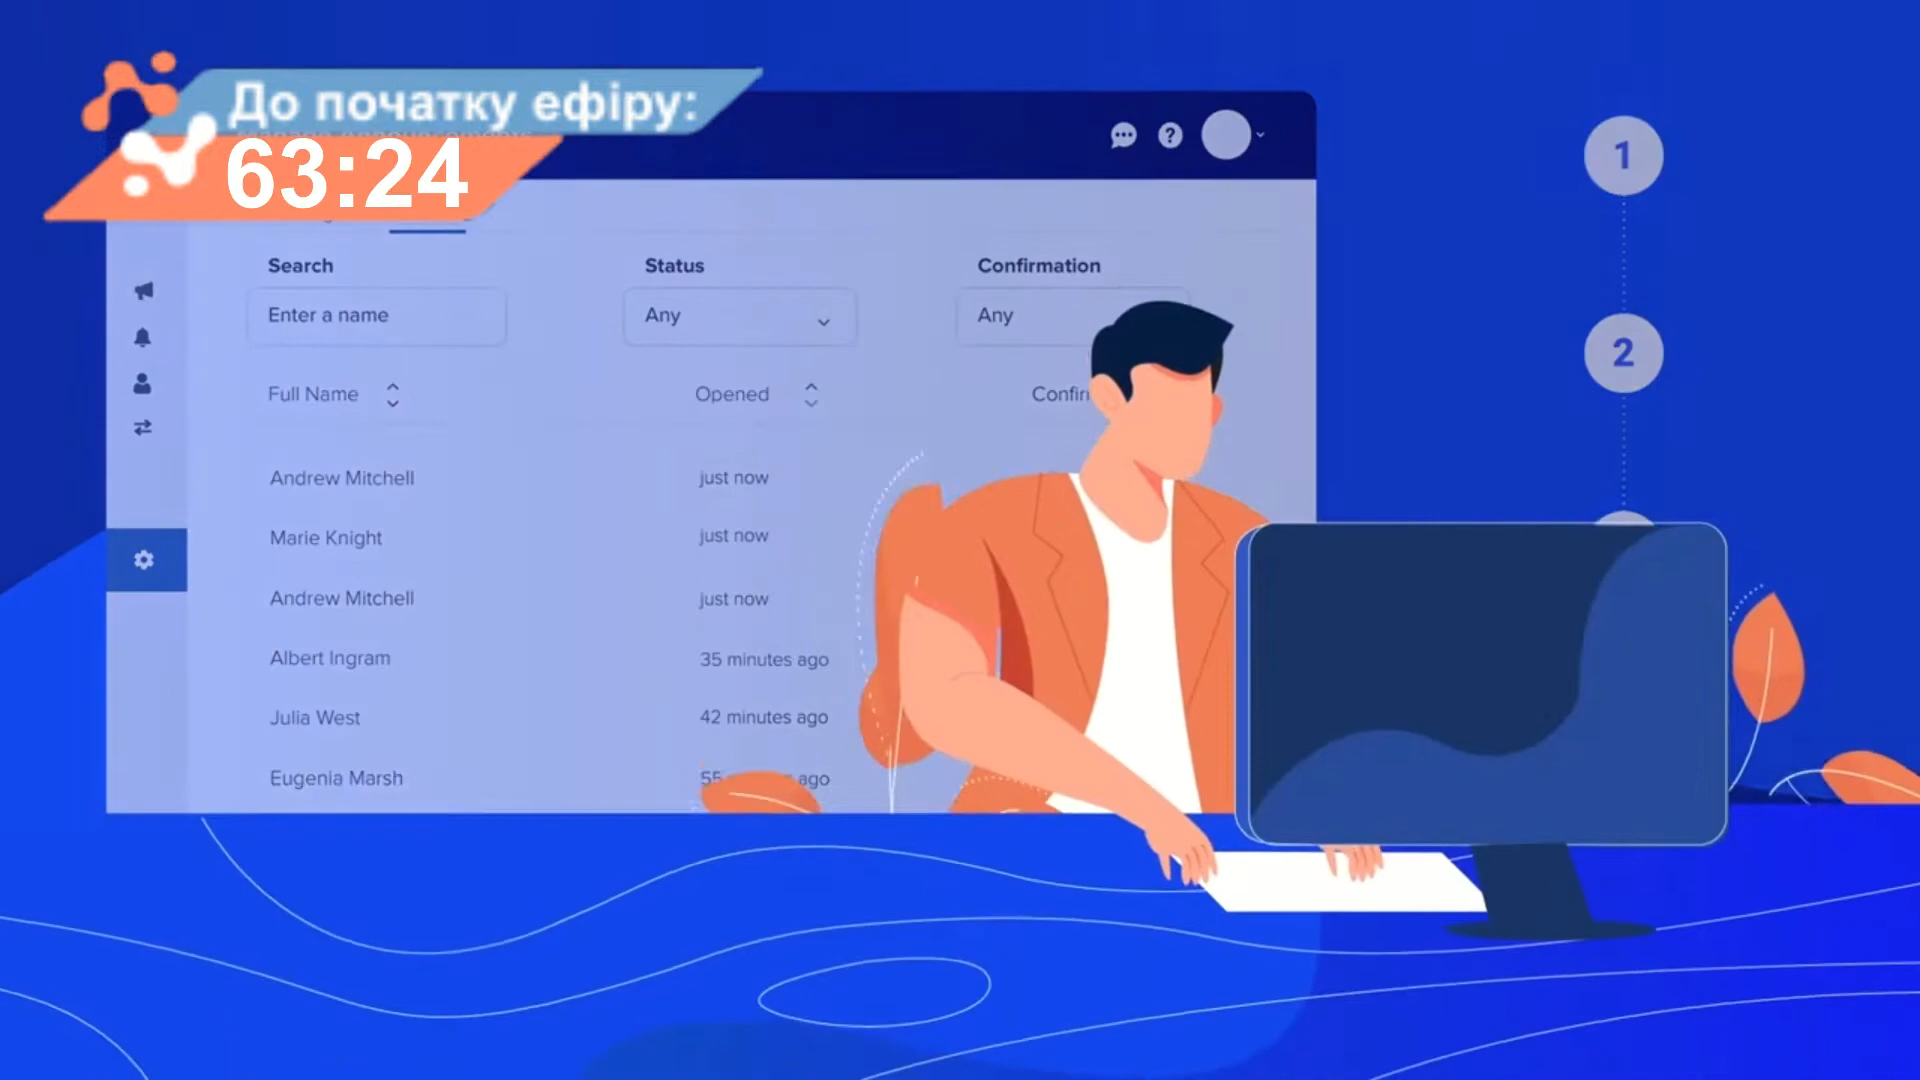 До початку ефіру:
63:24
1
Search
Status
Confirmation
Enter a name
Any
Any
2
Full Name
Opened
Andrew Mitchell
just now
Marie Knight
just now
Andrew Mitchell
just now
Albert Ingram
35 minutes ago
Julia West
42 minutes ago
Eugenia Marsh
55 ago